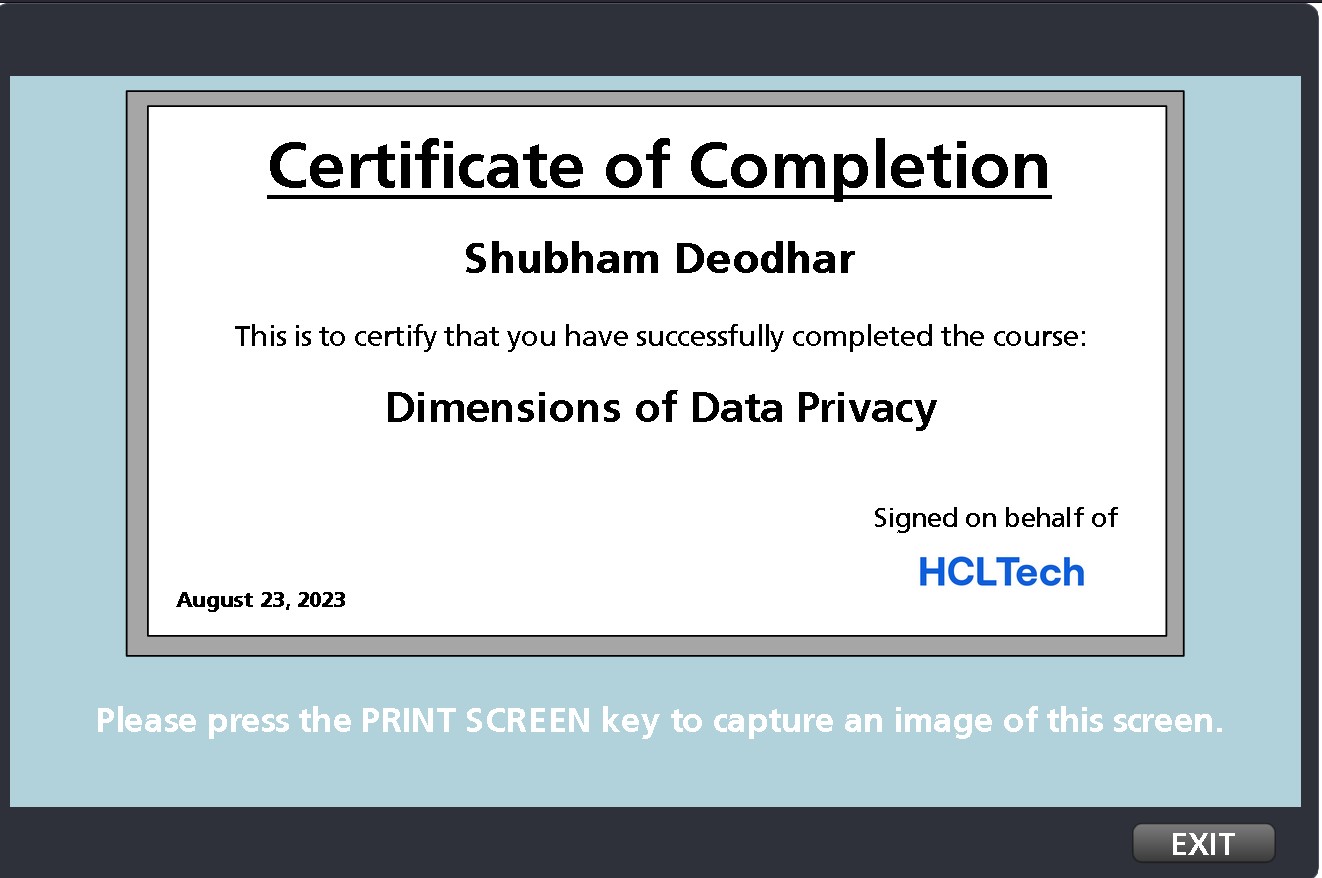 Certificate of Completion
Shubham Deodhar
This is to certify that you have successfully completed the course:
Dimensions of Data Privacy
Signed on behalf of
HCLTech
August 23, 2023
Please press the PRINT SCREEN key to capture an image of this screen.
EXIT